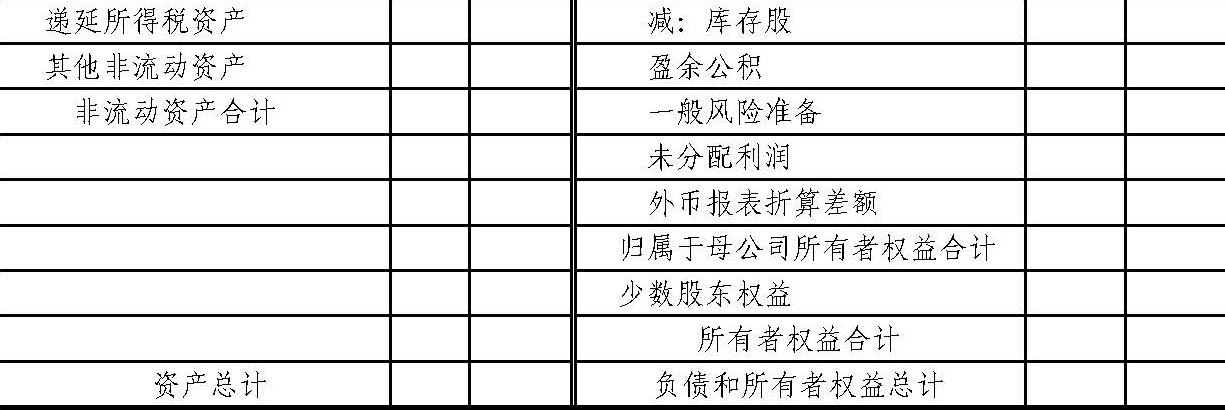 递延所得税资产 减：库存股
其他非流动资产 盈余公积
非流动资产合计 一般风险准备
未分配利润
外币报表折算差额
归属于母公司所有者权益合计
少数股东权益
所有者权益合计
资产总计 负债和所有者权益总计